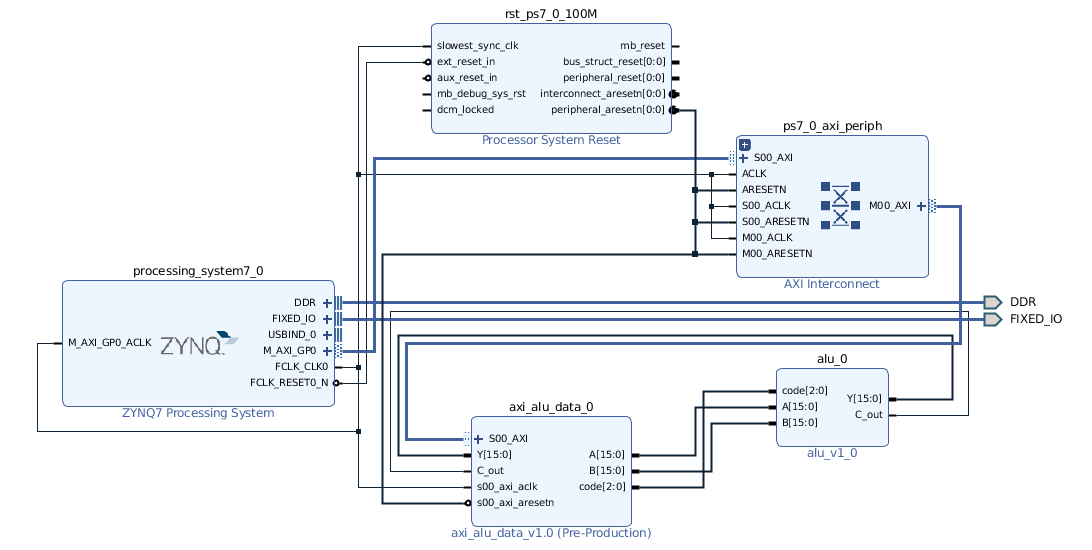 rst_ps7_0_100M
slowest_sync_clk
ext_reset_in
aux_reset_in
mb_debug_sys_rst
dcm_locked
mb_reset
bus_struct_reset[0:0]
peripheral_reset[0:0]
interconnect_aresetn[0:0]
peripheral_aresetn[0:0]
Processor System Reset
ps7_0_axi_periph
S00_AXI
ACLK
ARESETN
S00_ACLK
S00_ARESETN
M00_ACLK
M00_ARESETN
M00_AXI
AXI Interconnect
processing_system7_0
M_AXI_GP0_ACLK
ZYNQ
DDR
FIXED_IO
USBIND_0
M_AXI_GP0
FCLK_CLK0
FCLK_RESET0_N
ZYNQ7 Processing System
DDR
FIXED_IO
alu_0
code[2:0]
A[15:0]
B[15:0]
Y[15:0]
C_out
alu_v1_0
axi_alu_data_0
S00_AXI
Y[15:0]
C_out
s00_axi_aclk
s00_axi_aresetn
A[15:0]
B[15:0]
code[2:0]
axi_alu_data_v1.0 (Pre-Production)